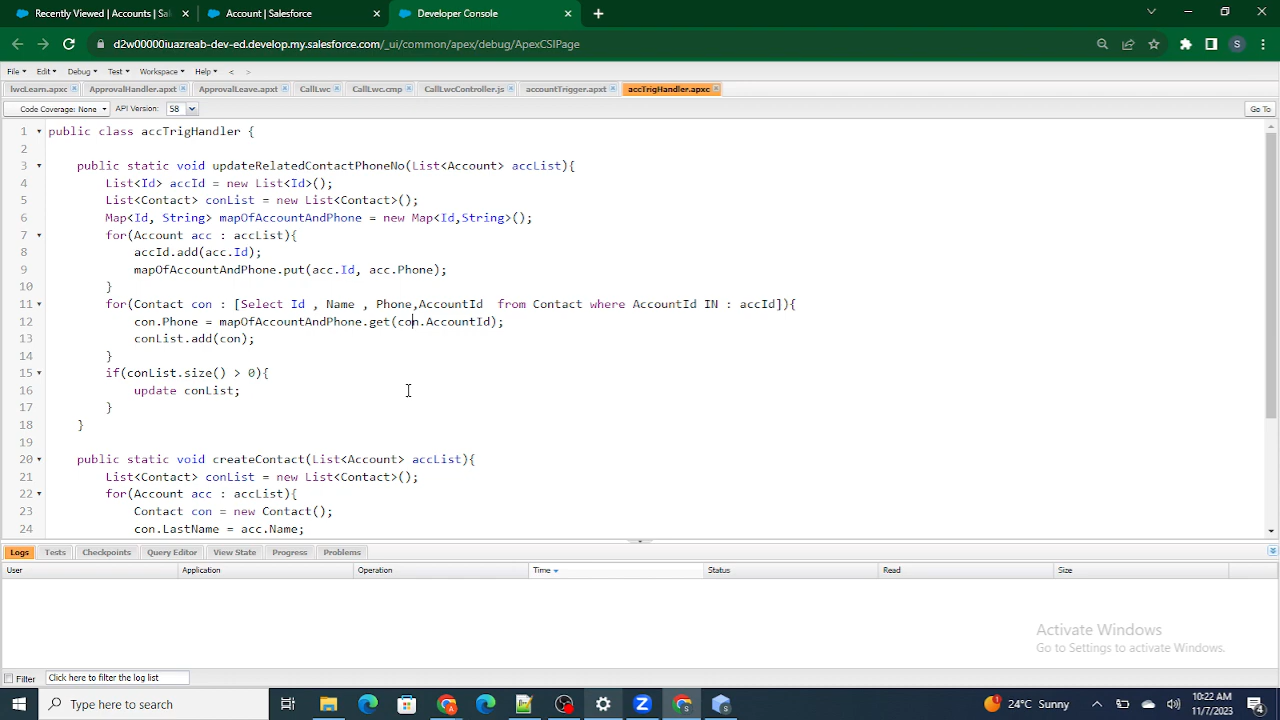 Recently Viewed | Accounts | Sal
Account | Salesforce
Developer Console
d2w00000iuazreab-dev-ed.develop.my.salesforce.com/_ui/common/apex/debug/ApexCSIPage
S
File Edit Debug Test Workspace Help < >
lwcLearn.apxc ApprovalHandler.apxt ApprovalLeave.apxt CallLwc CallLwc.cmp CallLwcController.js accountTrigger.apxt accTrigHandler.apxc
Code Coverage: None API Version: 58 Go To
1 public class accTrigHandler {
2
3 public static void updateRelatedContactPhoneNo(List<Account> accList){
4 List<Id> accId = new List<Id>();
5 List<Contact> conList = new List<Contact>();
6 Map<Id, String> mapOfAccountAndPhone = new Map<Id,String>();
7 for(Account acc : accList){
8 accId.add(acc.Id);
9 mapOfAccountAndPhone.put(acc.Id, acc.Phone);
10 }
11 for(Contact con : [Select Id , Name , Phone,AccountId from Contact where AccountId IN : accId]){
12 con.Phone = mapOfAccountAndPhone.get(con.AccountId);
13 conList.add(con);
14 }
15 if(conList.size() > 0){
16 update conList;
17 }
18 }
19
20 public static void createContact(List<Account> accList){
21 List<Contact> conList = new List<Contact>();
22 for(Account acc : accList){
23 Contact con = new Contact();
24 con.LastName = acc.Name;
Logs Tests Checkpoints Query Editor View State Progress Problems
User Application Operation Time Status Read Size
Activate Windows
Go to Settings to activate Windows.
Filter Click here to filter the log list
Type here to search
24°C Sunny
10:22 AM
11/7/2023
4